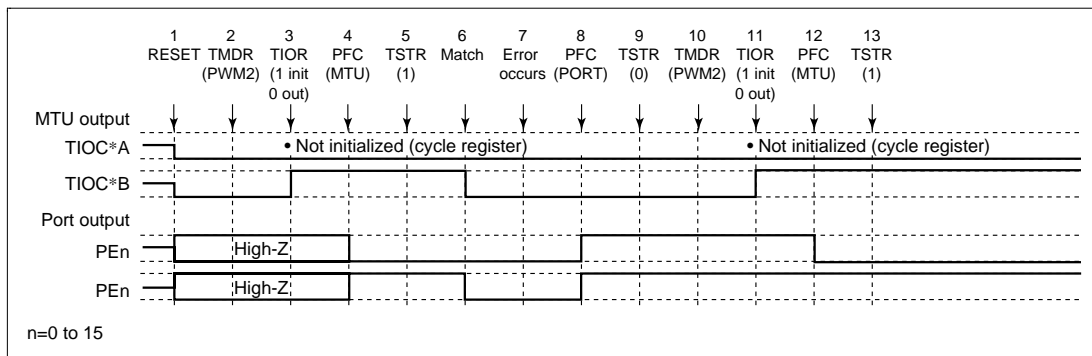 1 2 3 4 5 6 7 8 9 10 11 12 13
RESET TMDR TIOR PFC TSTR Match Error PFC TSTR TMDR TIOR PFC TSTR
(PWM2) (1 init (MTU) (1) occurs (PORT) (0) (PWM2) (1 init (MTU) (1)
0 out) 0 out)
MTU output
TIOC*A • Not initialized (cycle register) • Not initialized (cycle register)
TIOC*B
Port output
PEn High-Z
PEn High-Z
n=0 to 15